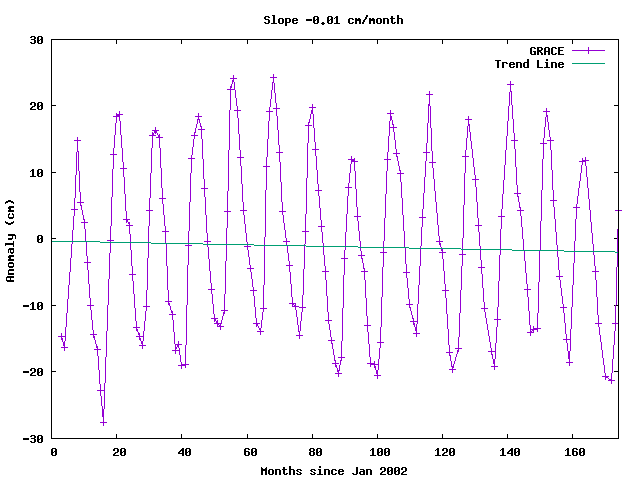 Slope -0.01 cm/month
GRACE
Trend Line
30
20
10
0
-10
-20
-30
Anomaly (cm)
0 20 40 60 80 100 120 140 160
Months since Jan 2002